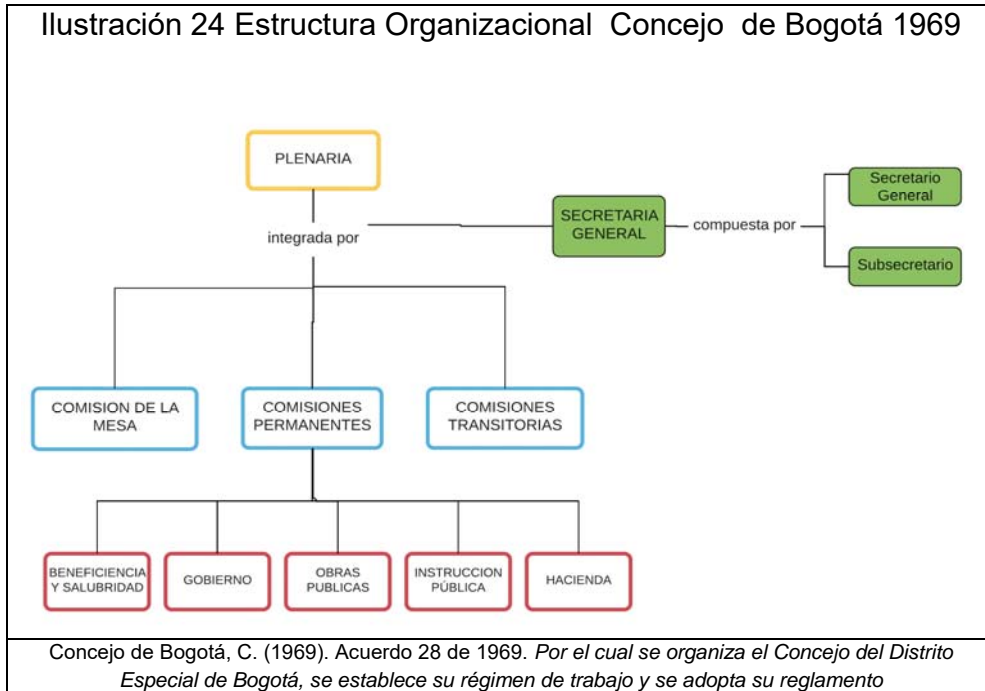 Ilustración 24 Estructura Organizacional Concejo de Bogotá 1969
PLENARIA
integrada por
SECRETARIA
GENERAL
compuesta por
Secretario
General
Subsecretario
COMISION DE LA
MESA
COMISIONES
PERMANENTES
COMISIONES
TRANSITORIAS
BENEFICIENCIA
Y SALUBRIDAD
GOBIERNO
OBRAS
PUBLICAS
INSTRUCCION
PÚBLICA
HACIENDA
Concejo de Bogotá, C. (1969). Acuerdo 28 de 1969. Por el cual se organiza el Concejo del Distrito
Especial de Bogotá, se establece su régimen de trabajo y se adopta su reglamento